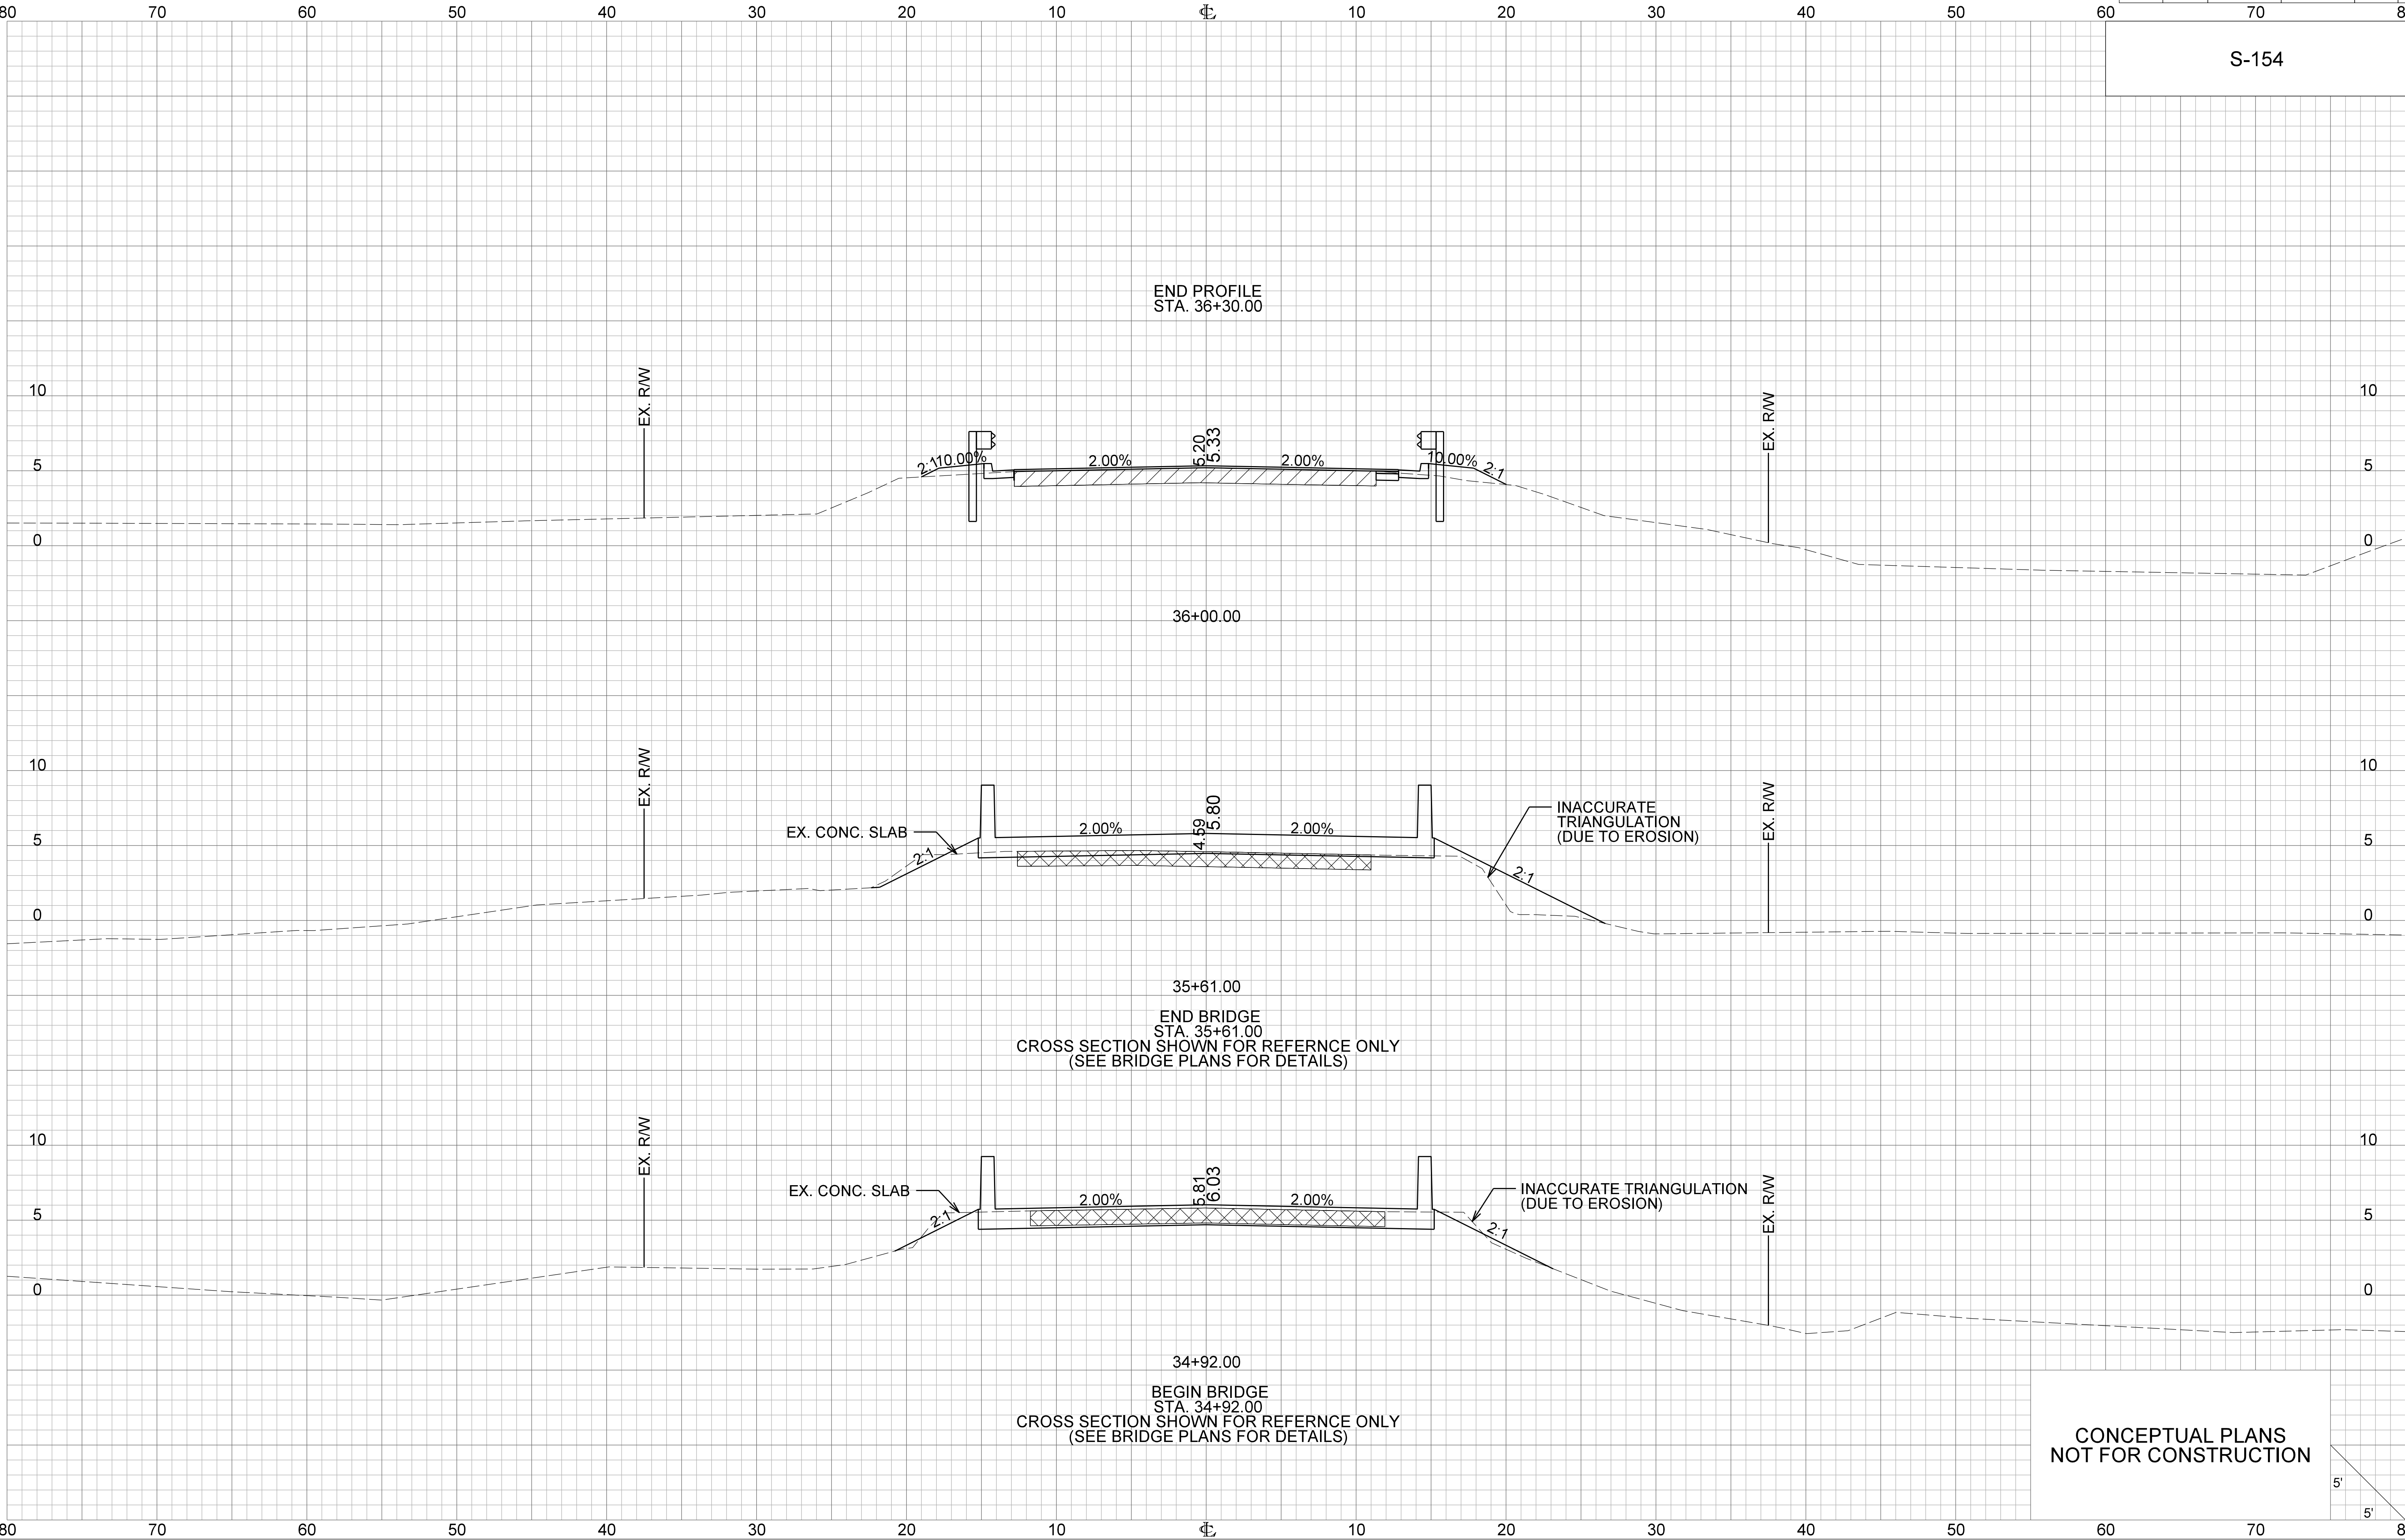 80 70 60 50 40 30 20 10 ℄ 10 20 30 40 50 60 70 8
S-154
END PROFILE
STA. 36+30.00
EX. R/W
EX. R/W
10
10
5
5
0
0
2:1
10.00%
2.00%
5.20
5.33
2.00%
10.00%
2:1
36+00.00
EX. R/W
EX. R/W
10
10
5
5
0
0
EX. CONC. SLAB
2:1
2.00%
4.59
5.80
2.00%
INACCURATE
TRIANGULATION
(DUE TO EROSION)
2:1
35+61.00
END BRIDGE
STA. 35+61.00
CROSS SECTION SHOWN FOR REFERNCE ONLY
(SEE BRIDGE PLANS FOR DETAILS)
EX. R/W
EX. R/W
10
10
5
5
0
0
EX. CONC. SLAB
2:1
2.00%
5.81
6.03
2.00%
INACCURATE TRIANGULATION
(DUE TO EROSION)
2:1
34+92.00
BEGIN BRIDGE
STA. 34+92.00
CROSS SECTION SHOWN FOR REFERNCE ONLY
(SEE BRIDGE PLANS FOR DETAILS)
CONCEPTUAL PLANS
NOT FOR CONSTRUCTION
5'
5'
80 70 60 50 40 30 20 10 ℄ 10 20 30 40 50 60 70 8